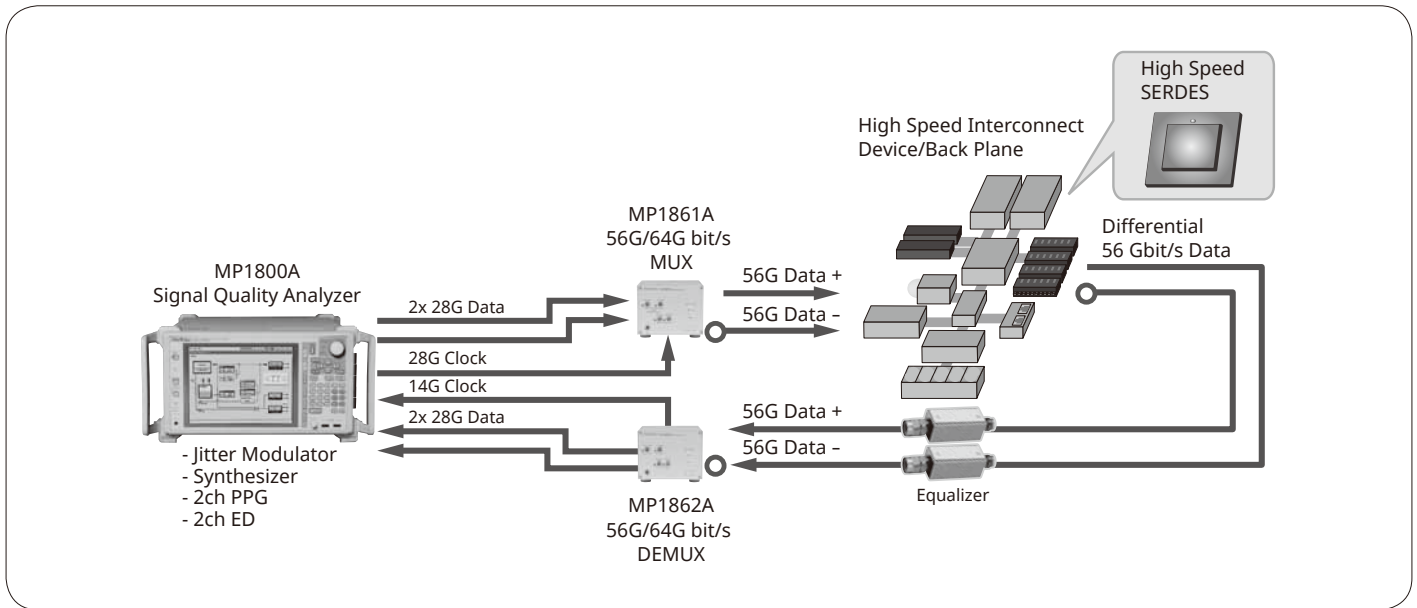 High Speed
SERDES
High Speed Interconnect
Device/Back Plane
MP1861A
56G/64G bit/s
MUX
Differential
56 Gbit/s Data
MP1800A
Signal Quality Analyzer
56G Data +
56G Data –
2x 28G Data
28G Clock
14G Clock
2x 28G Data
56G Data +
56G Data –
- Jitter Modulator
- Synthesizer
- 2ch PPG
- 2ch ED
Equalizer
MP1862A
56G/64G bit/s
DEMUX